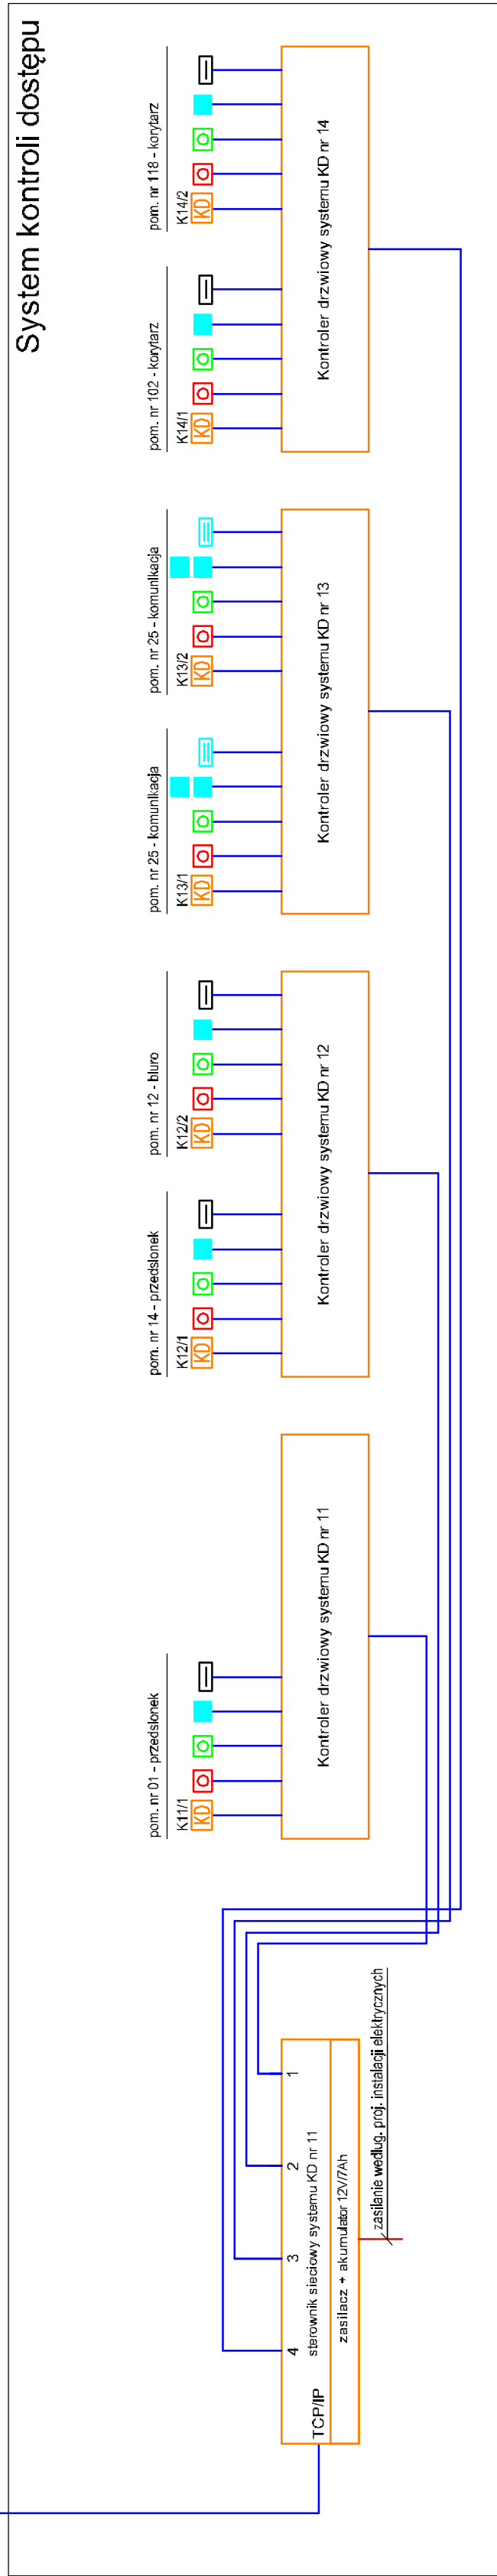 System kontroli dostępu
TCP/IP
4
3
2
1
sterownik sieciowy systemu KD nr 11
zasilacz + akumulator 12V/7Ah
zasilanie według. proj. instalacji elektrycznych
pom. nr 01 - przedsionek
K11/1
KD
Kontroler drzwiowy systemu KD nr 11
pom. nr 14 - przedsionek
K12/1
KD
pom. nr 12 - biuro
K12/2
KD
Kontroler drzwiowy systemu KD nr 12
pom. nr 25 - komunikacja
K13/1
KD
pom. nr 25 - komunikacja
K13/2
KD
Kontroler drzwiowy systemu KD nr 13
pom. nr 102 - korytarz
K14/1
KD
pom. nr 118 - korytarz
K14/2
KD
Kontroler drzwiowy systemu KD nr 14